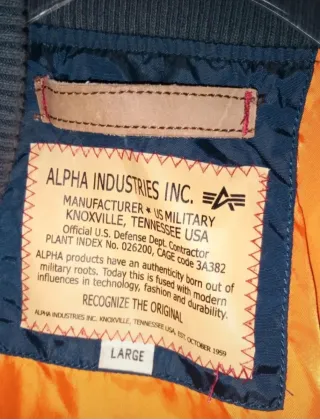 ALPHA INDUSTRIES INC.
MANUFACTURER ★ US MILITARY
KNOXVILLE, TENNESSEE USA
Official U.S. Defense Dept. Contractor
PLANT INDEX No. 026200, CAGE code 3A382
ALPHA products have an authenticity born out of
military roots. Today this is fused with modern
influences in technology, fashion and durability.
RECOGNIZE THE ORIGINAL
ALPHA INDUSTRIES INC. KNOXVILLE, TENNESSEE USA, EST. OCTOBER 1959
LARGE